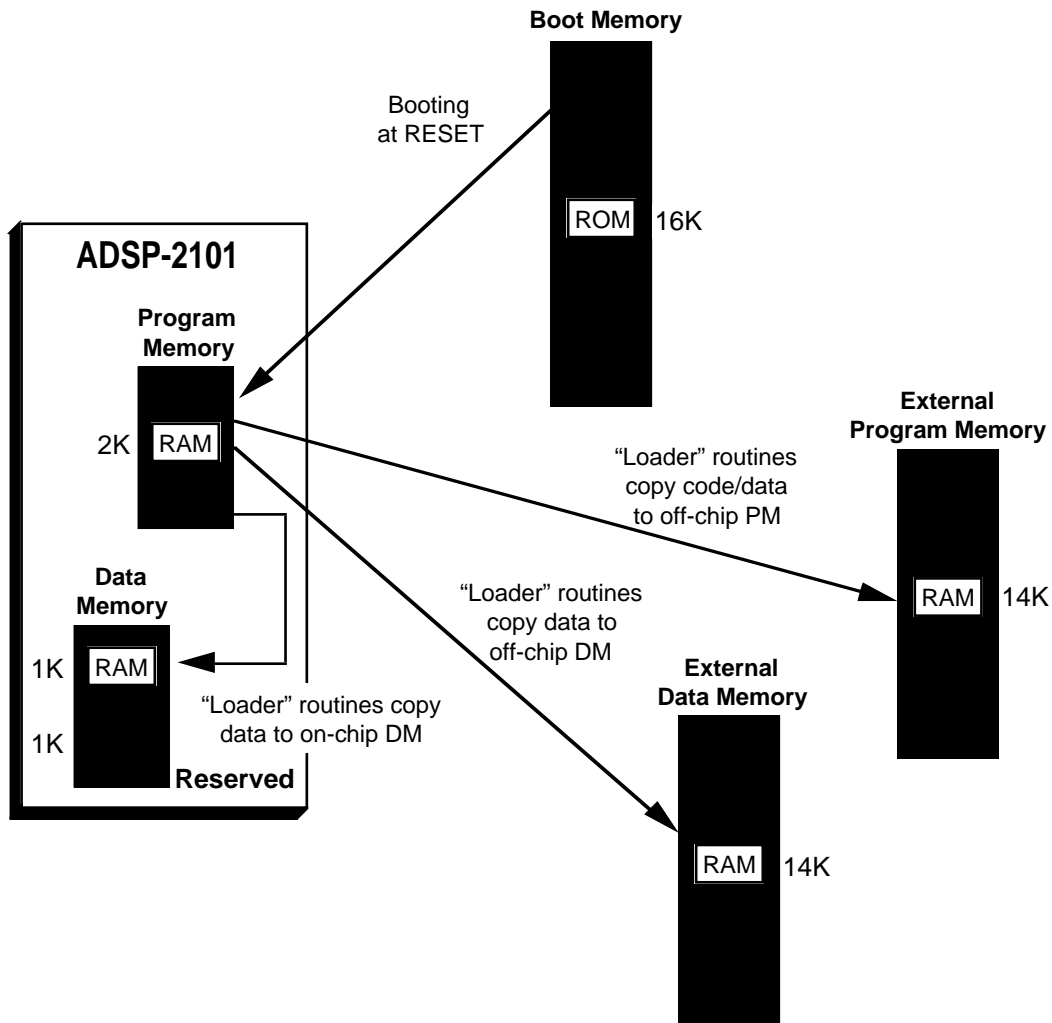 Boot Memory
Booting
at RESET
ROM
16K
ADSP-2101
Program
Memory
2K
RAM
External
Program Memory
“Loader” routines
copy code/data
to off-chip PM
RAM
14K
Data
Memory
1K
RAM
1K
“Loader” routines copy
data to on-chip DM
Reserved
“Loader” routines
copy data to
off-chip DM
External
Data Memory
RAM
14K